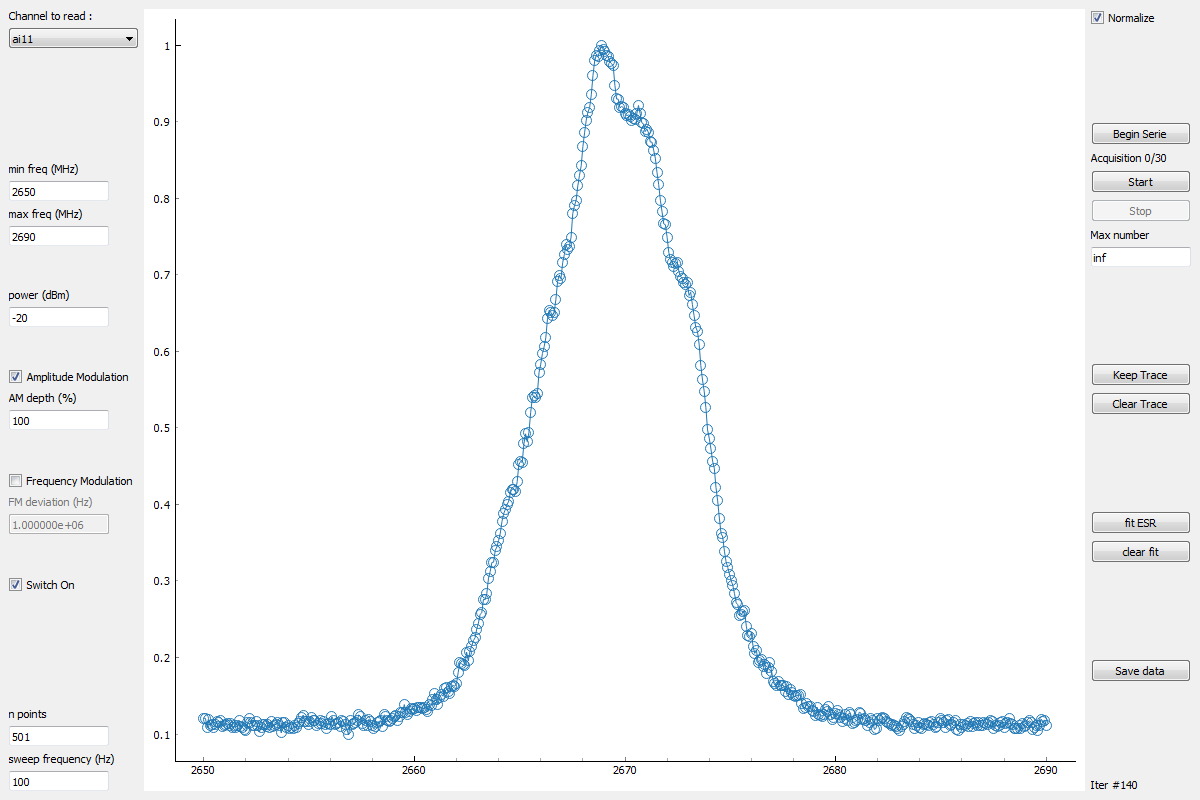 Channel to read :
ai11
min freq (MHz)
2650
max freq (MHz)
2690
power (dBm)
-20
Amplitude Modulation
AM depth (%)
100
Frequency Modulation
FM deviation (Hz)
1.000000e+06
Switch On
n points
501
sweep frequency (Hz)
100
1
0.9
0.8
0.7
0.6
0.5
0.4
0.3
0.2
0.1
2650 2660 2670 2680 2690
Normalize
Begin Serie
Acquisition 0/30
Start
Stop
Max number
inf
Keep Trace
Clear Trace
fit ESR
clear fit
Save data
Iter #140